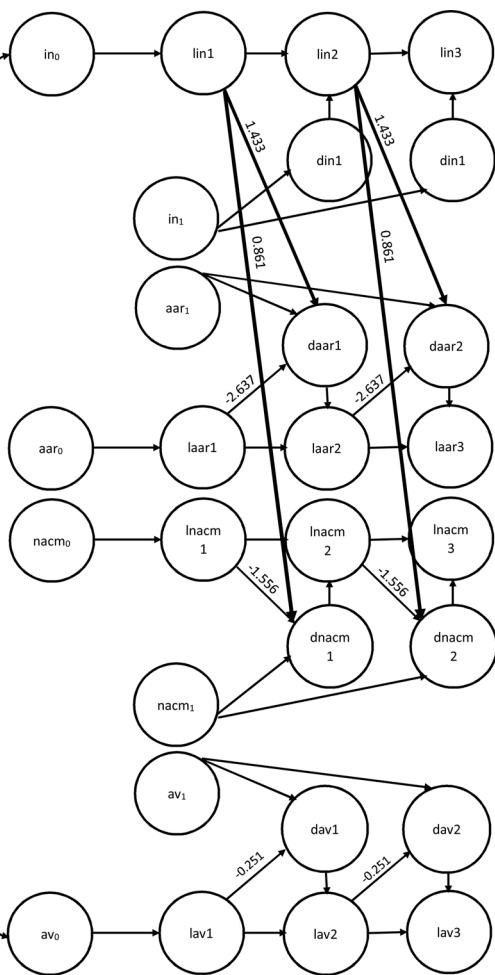 in₀
lin1
lin2
lin3
1.433
1.433
din1
din1
in₁
0.861
0.861
aar₁
daar1
daar2
-2.637
-2.637
aar₀
laar1
laar2
laar3
nacm₀
lnacm
1
lnacm
2
lnacm
3
-1.556
-1.556
dnacm
1
dnacm
2
nacm₁
av₁
dav1
dav2
-0.251
-0.251
av₀
lav1
lav2
lav3